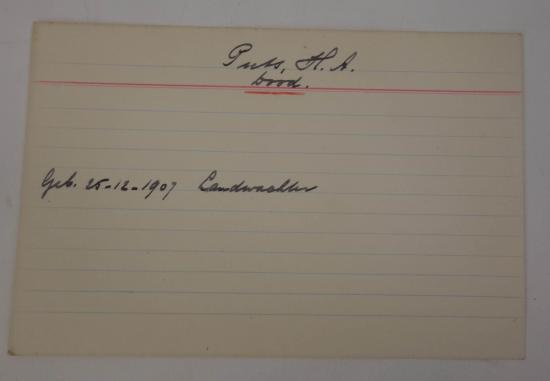 Puts, H. A.
Dood.
Geb. 25-12-1907 Landwachter